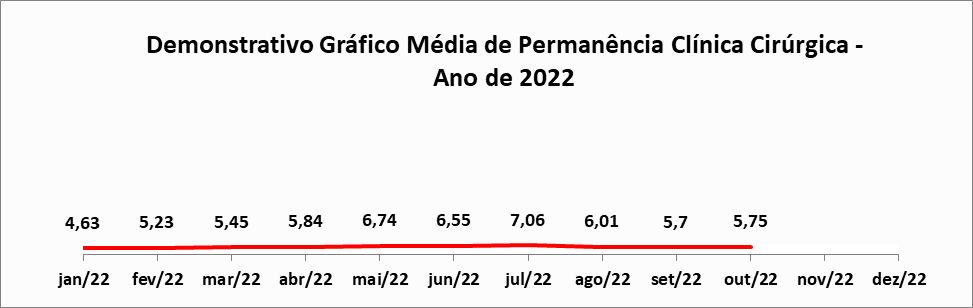 Demonstrativo Gráfico Média de Permanência Clínica Cirúrgica -
Ano de 2022
4,63 5,23 5,45 5,84 6,74 6,55 7,06 6,01 5,7 5,75
jan/22 fev/22 mar/22 abr/22 mai/22 jun/22 jul/22 ago/22 set/22 out/22 nov/22 dez/22